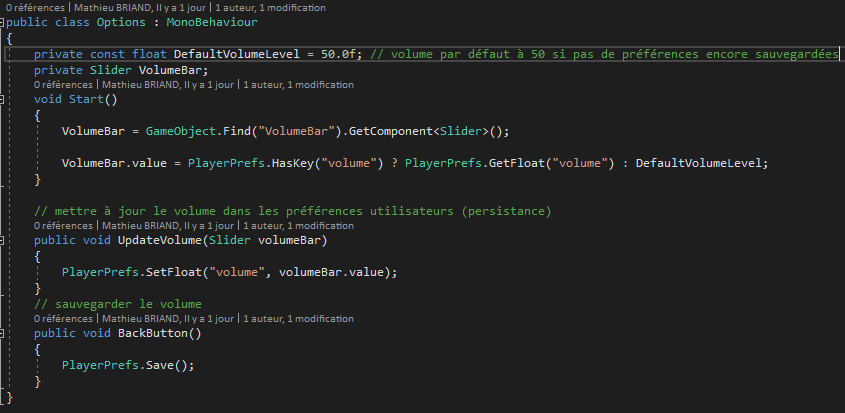 0 références | Mathieu BRIAND, Il y a 1 jour | 1 auteur, 1 modification
public class Options : MonoBehaviour
{
private const float DefaultVolumeLevel = 50.0f; // volume par défaut à 50 si pas de préférences encore sauvegardées
private Slider VolumeBar;
0 références | Mathieu BRIAND, Il y a 1 jour | 1 auteur, 1 modification
void Start()
{
VolumeBar = GameObject.Find("VolumeBar").GetComponent<Slider>();
VolumeBar.value = PlayerPrefs.HasKey("volume") ? PlayerPrefs.GetFloat("volume") : DefaultVolumeLevel;
}
// mettre à jour le volume dans les préférences utilisateurs (persistance)
0 références | Mathieu BRIAND, Il y a 1 jour | 1 auteur, 1 modification
public void UpdateVolume(Slider volumeBar)
{
PlayerPrefs.SetFloat("volume", volumeBar.value);
}
// sauvegarder le volume
0 références | Mathieu BRIAND, Il y a 1 jour | 1 auteur, 1 modification
public void BackButton()
{
PlayerPrefs.Save();
}
}